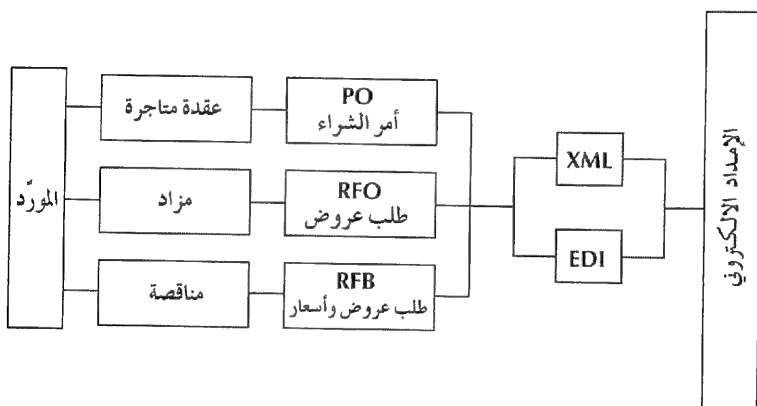 الإمداد الالكتروني
XML
EDI
PO
أمر الشراء
RFO
طلب عروض
RFB
طلب عروض وأسعار
عقدة متاجرة
مزاد
مناقصة
المورَّد